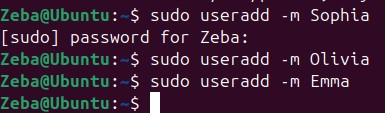 Zeba@Ubuntu:~$ sudo useradd -m Sophia
[sudo] password for Zeba:
Zeba@Ubuntu:~$ sudo useradd -m Olivia
Zeba@Ubuntu:~$ sudo useradd -m Emma
Zeba@Ubuntu:~$